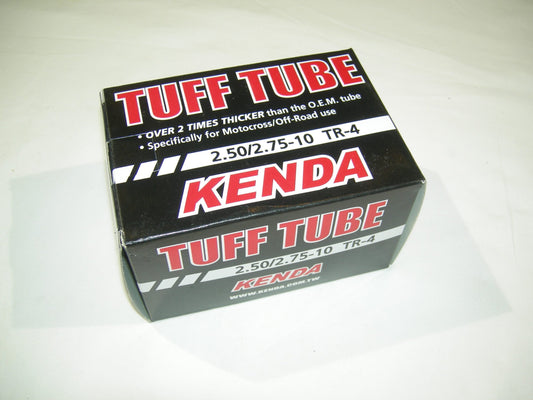 TUFF TUBE
• OVER 2 TIMES THICKER than the O.E.M. tube
• Specifically for Motocross/Off-Road use
2.50/2.75-10 TR-4
KENDA
TUFF TUBE
2.50/2.75-10 TR-4
KENDA
WWW.KENDA.COM.TW